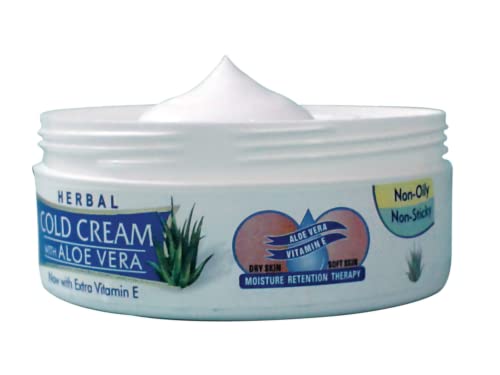 HERBAL
COLD CREAM
WITH ALOE VERA
Now with Extra Vitamin E
ALOE VERA
VITAMIN E
DRY SKIN
SOFT SKIN
MOISTURE RETENTION THERAPY
Non-Oily
Non-Sticky